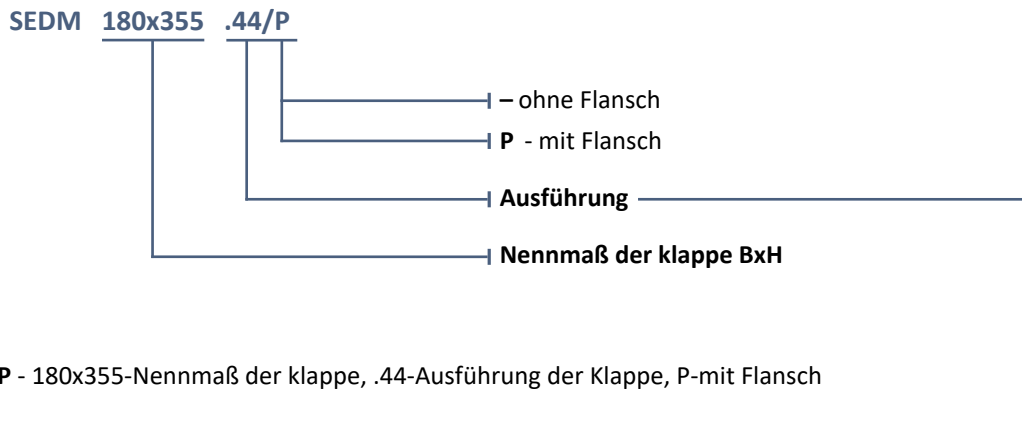 SEDM 180x355 .44/P
– ohne Flansch
P - mit Flansch
Ausführung
Nennmaß der klappe BxH
P - 180x355-Nennmaß der klappe, .44-Ausführung der Klappe, P-mit Flansch